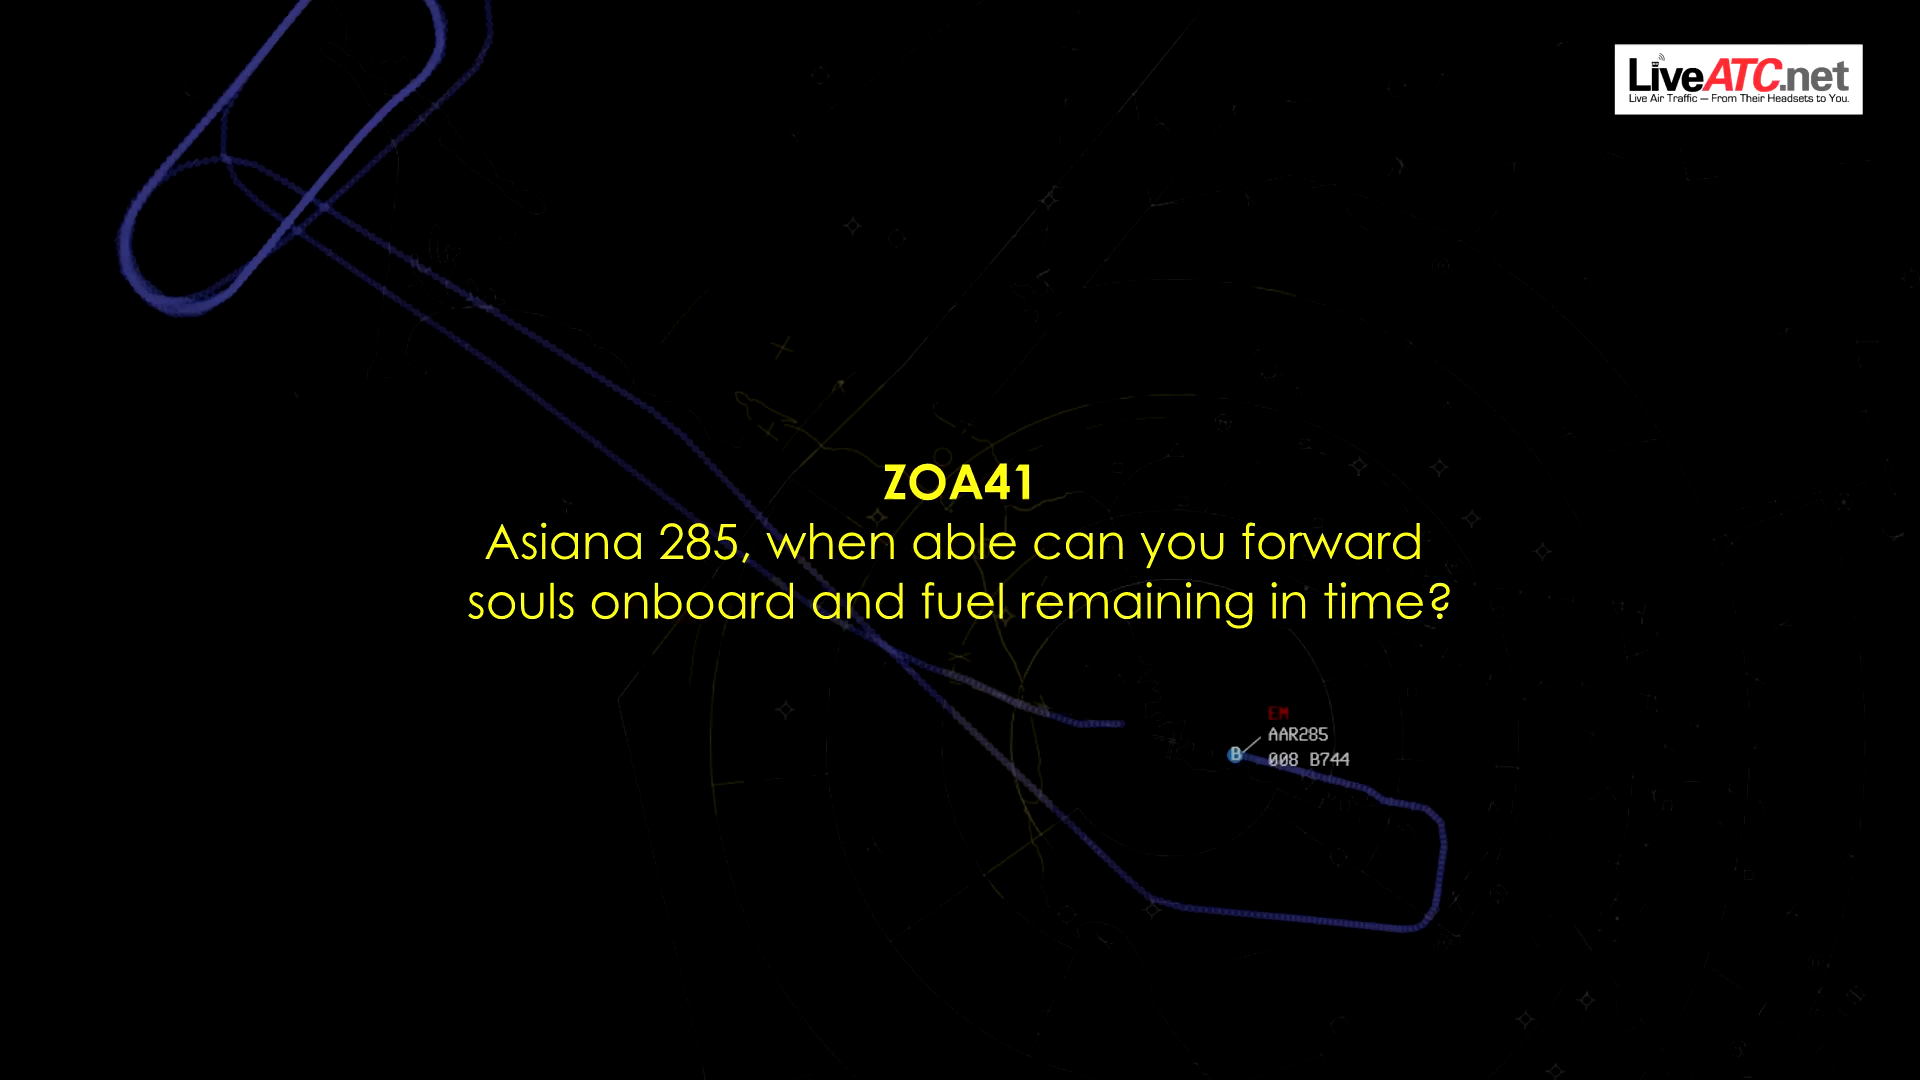 LiveATC.net
Live Air Traffic — From Their Headsets to You.
ZOA41
Asiana 285, when able can you forward
souls onboard and fuel remaining in time?
EM
AAR285
B
008 B744